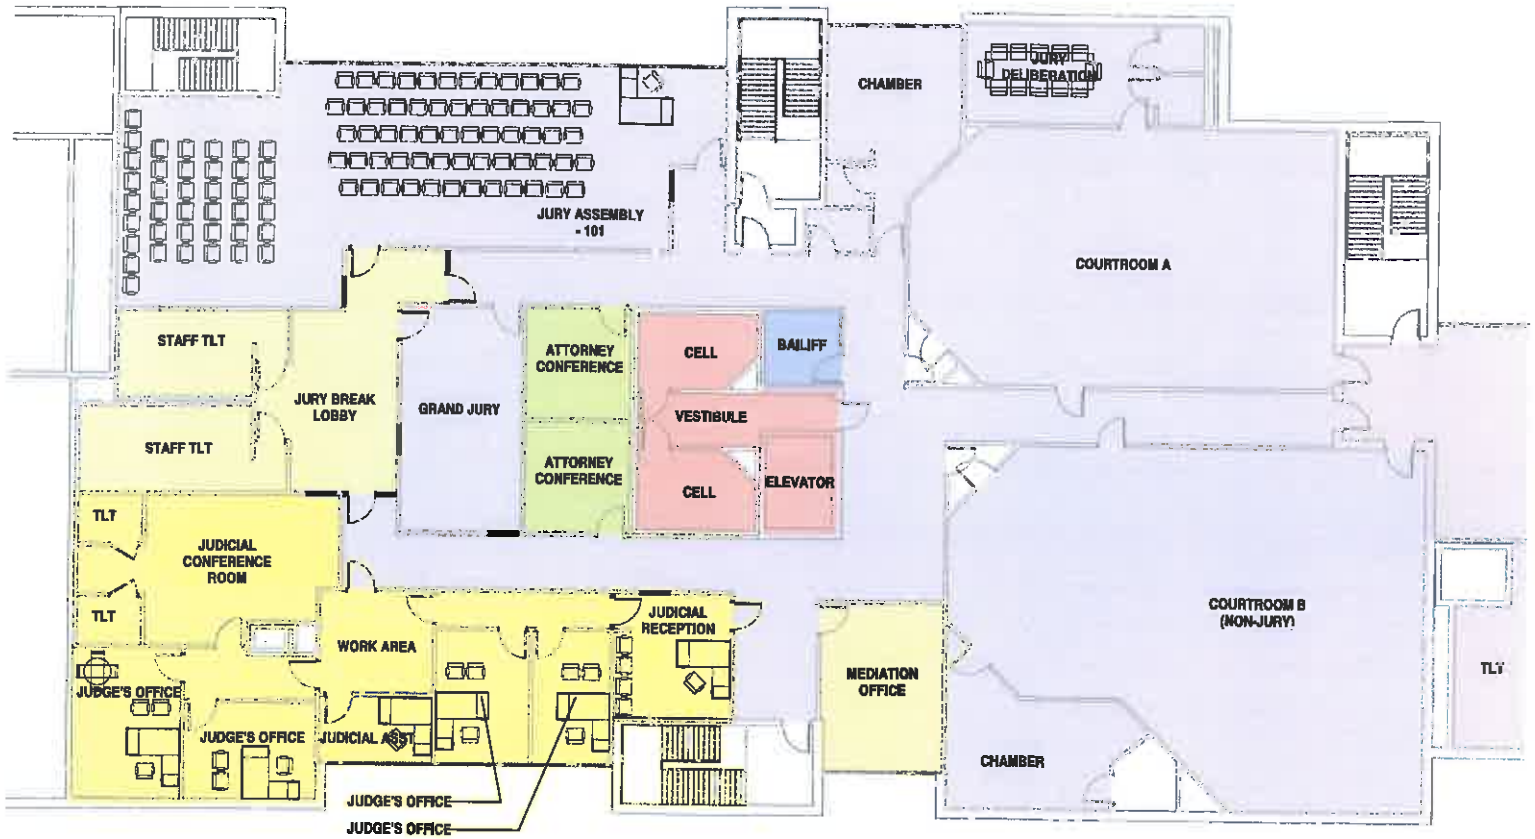 CHAMBER
JURY
DELIBERATION
JURY ASSEMBLY
- 101
COURTROOM A
STAFF TLT
ATTORNEY
CONFERENCE
CELL
BAILIFF
JURY BREAK
LOBBY
GRAND JURY
VESTIBULE
STAFF TLT
ATTORNEY
CONFERENCE
CELL
ELEVATOR
TLT
JUDICIAL
CONFERENCE
ROOM
TLT
JUDICIAL
RECEPTION
COURTROOM B
(NON-JURY)
WORK AREA
MEDIATION
OFFICE
TLT
JUDGE'S OFFICE
JUDGE'S OFFICE
JUDICIAL ASST
CHAMBER
JUDGE'S OFFICE
JUDGE'S OFFICE